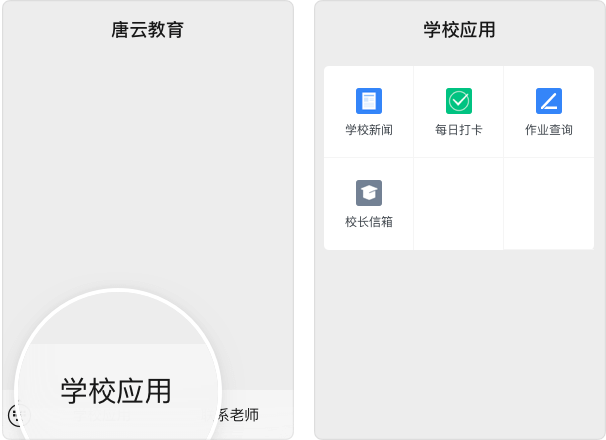 唐云教育
学校应用
系老师
学校应用
学校新闻
每日打卡
作业查询
校长信箱